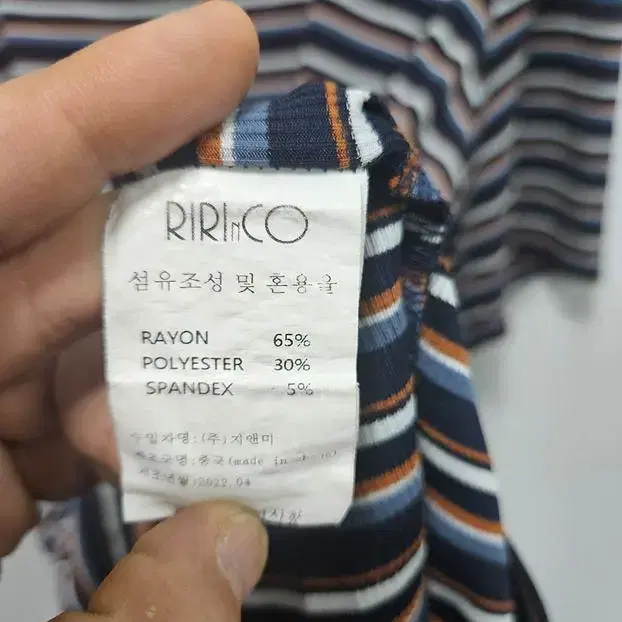 RIRInCO
섬유조성 및 혼용율
RAYON 65%
POLYESTER 30%
SPANDEX 5%
수입자명: (주) 지앤미
제조국명: 중국(made in china)
제조년월: 2022.04